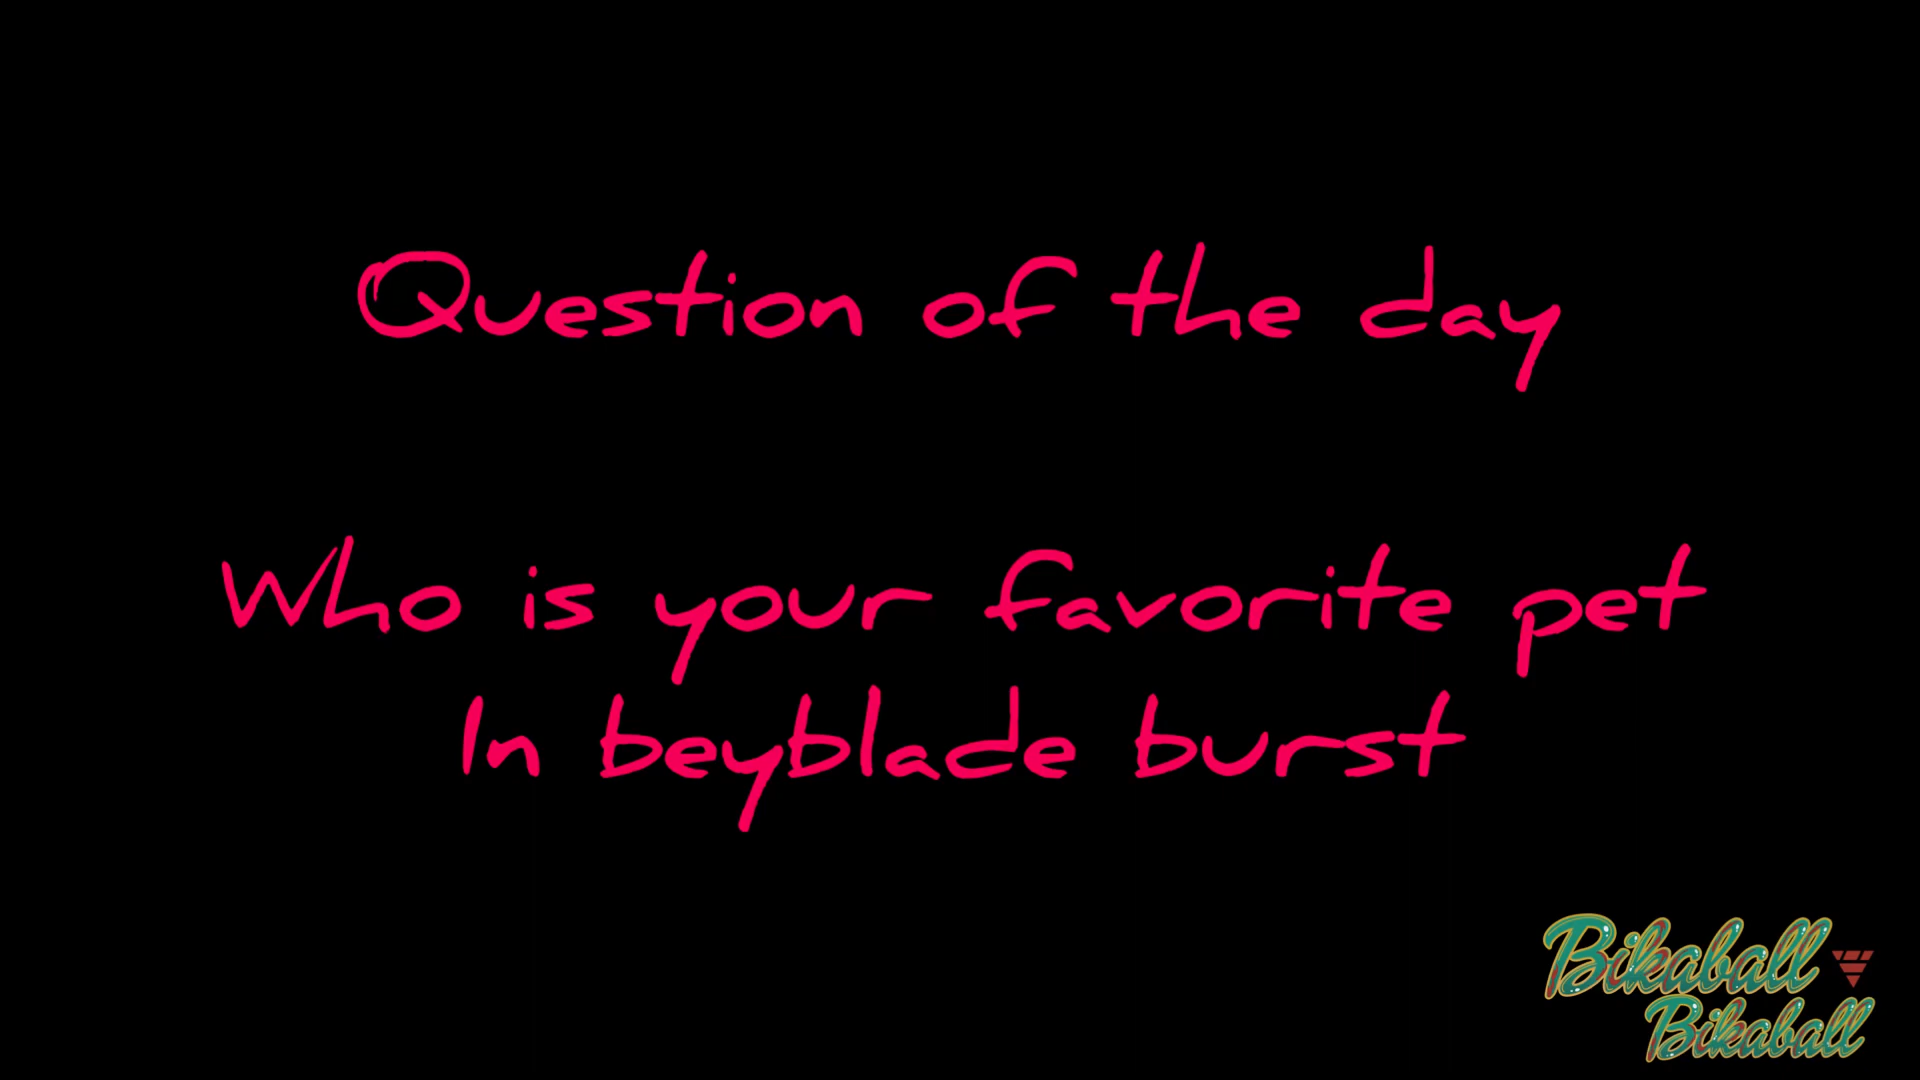 Question of the day
Who is your favorite pet
In beyblade burst
Bikaball
Bikaball